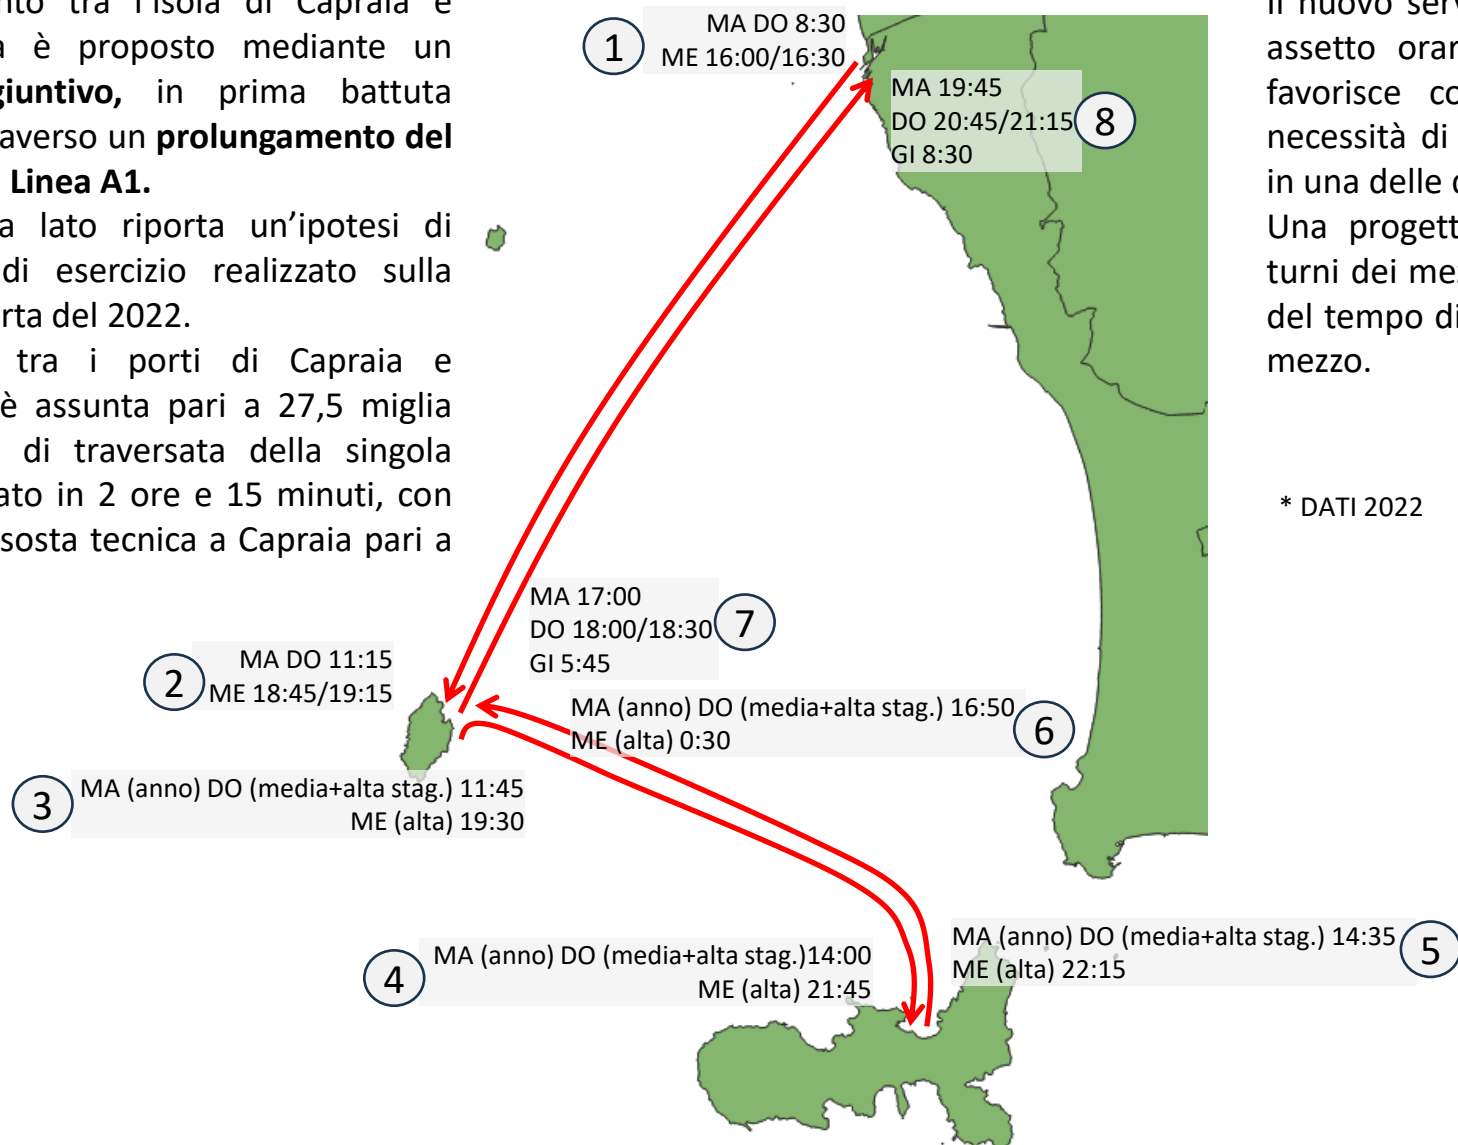 nto tra l'isola di Capraia e
a è proposto mediante un
giuntivo, in prima battuta
raverso un prolungamento del
Linea A1.
a lato riporta un'ipotesi di
di esercizio realizzato sulla
rta del 2022.
tra i porti di Capraia e
è assunta pari a 27,5 miglia
di traversata della singola
ato in 2 ore e 15 minuti, con
sosta tecnica a Capraia pari a
1
MA DO 8:30
ME 16:00/16:30
MA 19:45
DO 20:45/21:15
GI 8:30
8
Il nuovo serv
assetto orar
favorisce co
necessità di
in una delle
Una progett
turni dei mez
del tempo di
mezzo.
* DATI 2022
MA 17:00
DO 18:00/18:30
GI 5:45
7
2
MA DO 11:15
ME 18:45/19:15
MA (anno) DO (media+alta stag.) 16:50
ME (alta) 0:30
6
3
MA (anno) DO (media+alta stag.) 11:45
ME (alta) 19:30
4
MA (anno) DO (media+alta stag.)14:00
ME (alta) 21:45
MA (anno) DO (media+alta stag.) 14:35
ME (alta) 22:15
5